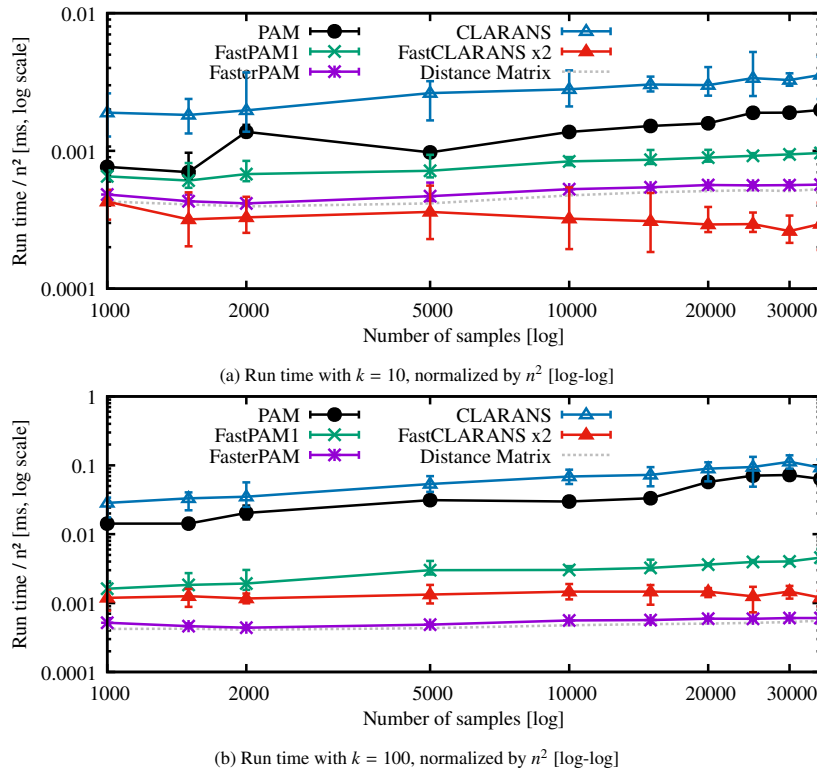 0.01
0.001
0.0001
Run time / n² [ms, log scale]
PAM
FastPAM1
FasterPAM
CLARANS
FastCLARANS x2
Distance Matrix
1000 2000 5000 10000 20000 30000
Number of samples [log]
(a) Run time with k = 10, normalized by n² [log-log]
1
0.1
0.01
0.001
0.0001
Run time / n² [ms, log scale]
PAM
FastPAM1
FasterPAM
CLARANS
FastCLARANS x2
Distance Matrix
1000 2000 5000 10000 20000 30000
Number of samples [log]
(b) Run time with k = 100, normalized by n² [log-log]